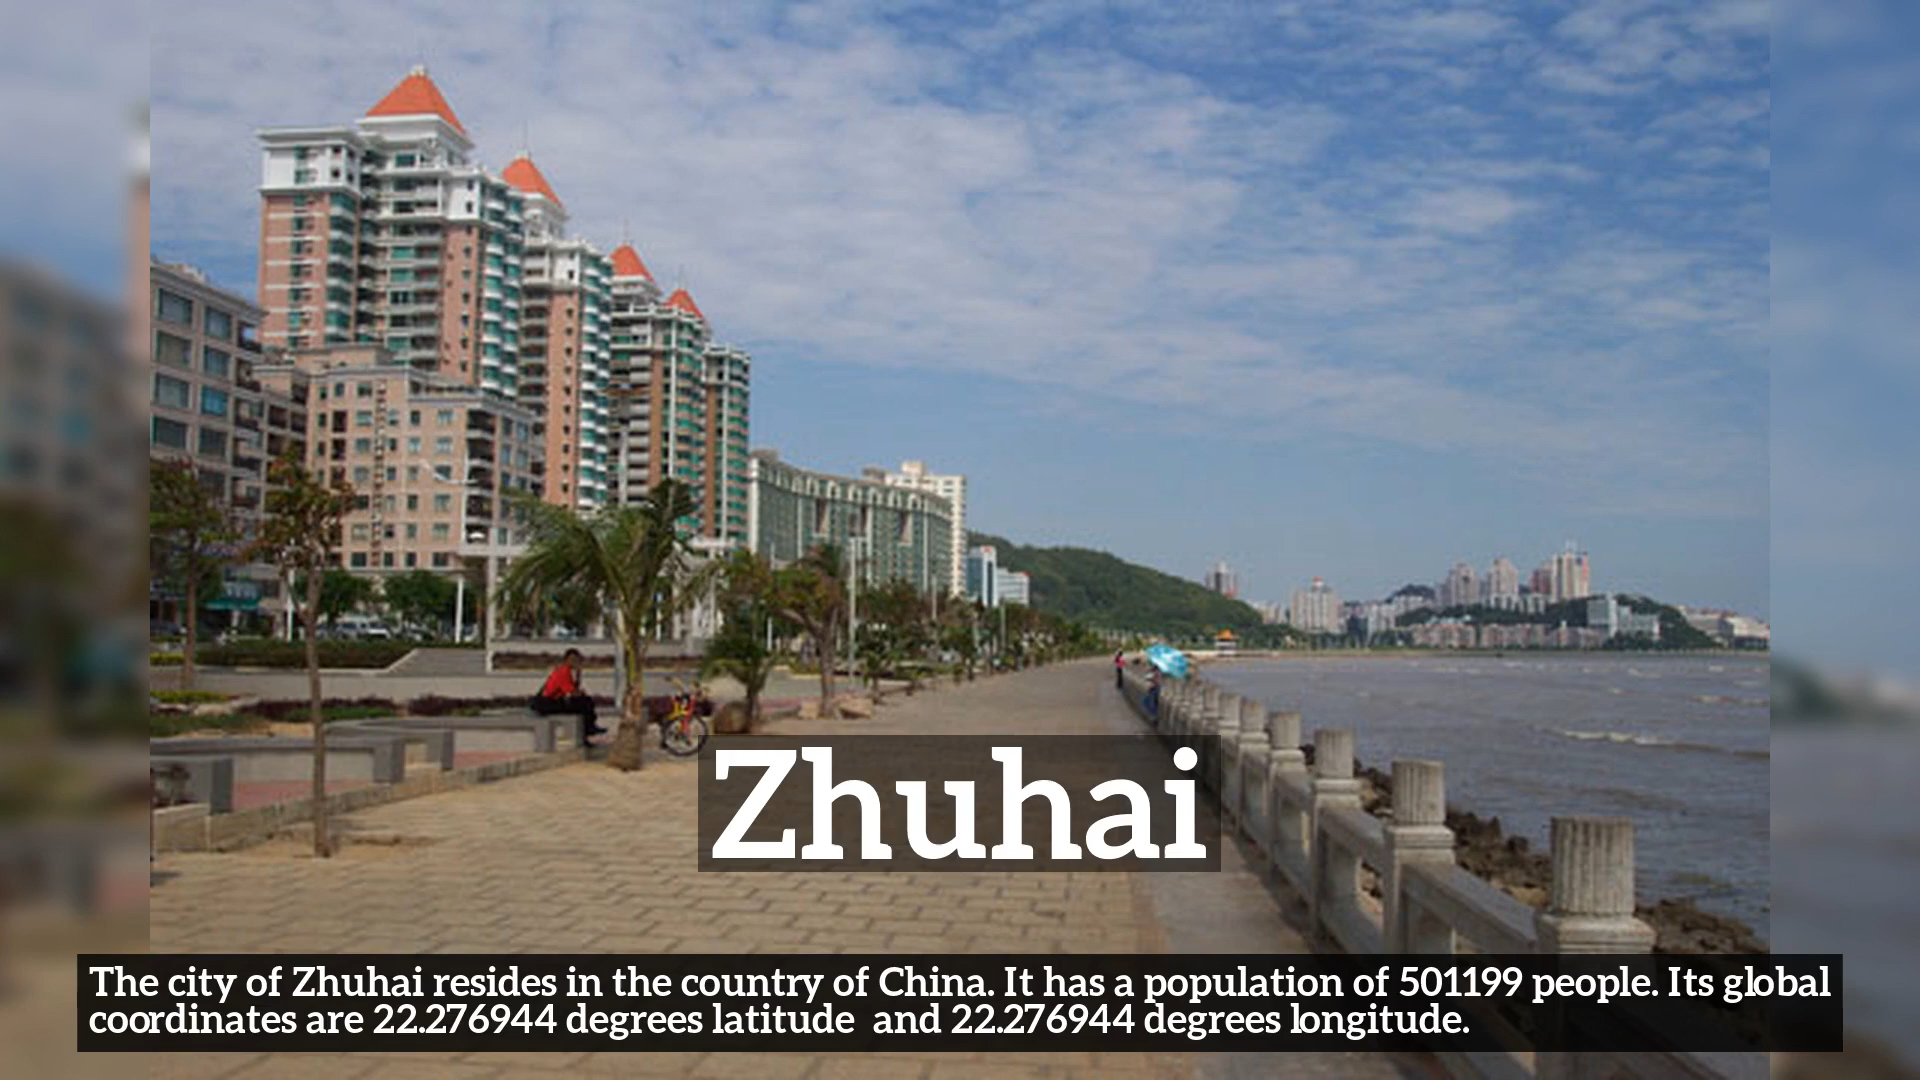 Zhuhai
The city of Zhuhai resides in the country of China. It has a population of 501199 people. Its global
coordinates are 22.276944 degrees latitude  and 22.276944 degrees longitude.